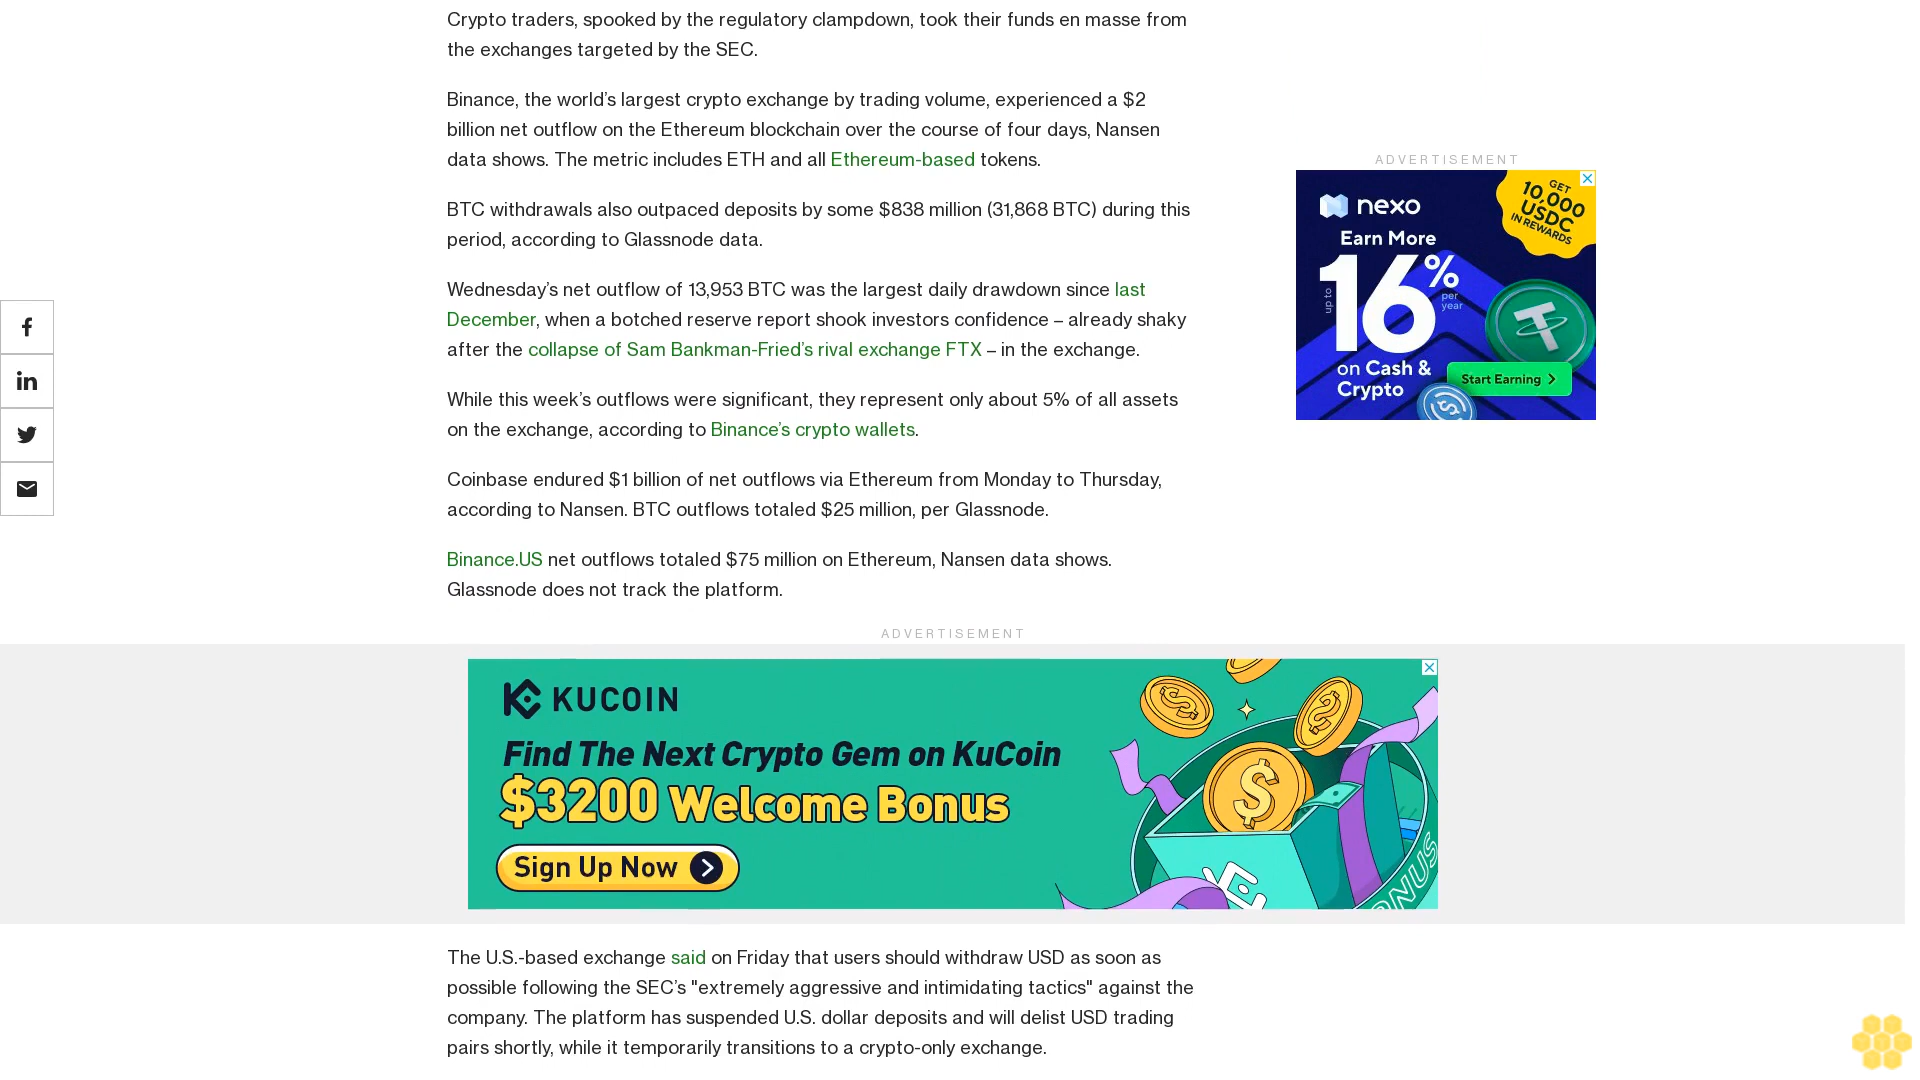 Crypto traders, spooked by the regulatory clampdown, took their funds en masse from
the exchanges targeted by the SEC.
Binance, the world’s largest crypto exchange by trading volume, experienced a $2
billion net outflow on the Ethereum blockchain over the course of four days, Nansen
data shows. The metric includes ETH and all Ethereum-based tokens.
BTC withdrawals also outpaced deposits by some $838 million (31,868 BTC) during this
period, according to Glassnode data.
Wednesday’s net outflow of 13,953 BTC was the largest daily drawdown since last
December, when a botched reserve report shook investors confidence – already shaky
after the collapse of Sam Bankman-Fried’s rival exchange FTX – in the exchange.
While this week’s outflows were significant, they represent only about 5% of all assets
on the exchange, according to Binance’s crypto wallets.
Coinbase endured $1 billion of net outflows via Ethereum from Monday to Thursday,
according to Nansen. BTC outflows totaled $25 million, per Glassnode.
Binance.US net outflows totaled $75 million on Ethereum, Nansen data shows.
Glassnode does not track the platform.
ADVERTISEMENT
nexo
GET
10,000
USDC
IN REWARDS
Earn More
up to
16%
per
year
on Cash &
Crypto
Start Earning
ADVERTISEMENT
KUCOIN
Find The Next Crypto Gem on KuCoin
$3200 Welcome Bonus
Sign Up Now
BONUS
The U.S.-based exchange said on Friday that users should withdraw USD as soon as
possible following the SEC’s "extremely aggressive and intimidating tactics" against the
company. The platform has suspended U.S. dollar deposits and will delist USD trading
pairs shortly, while it temporarily transitions to a crypto-only exchange.